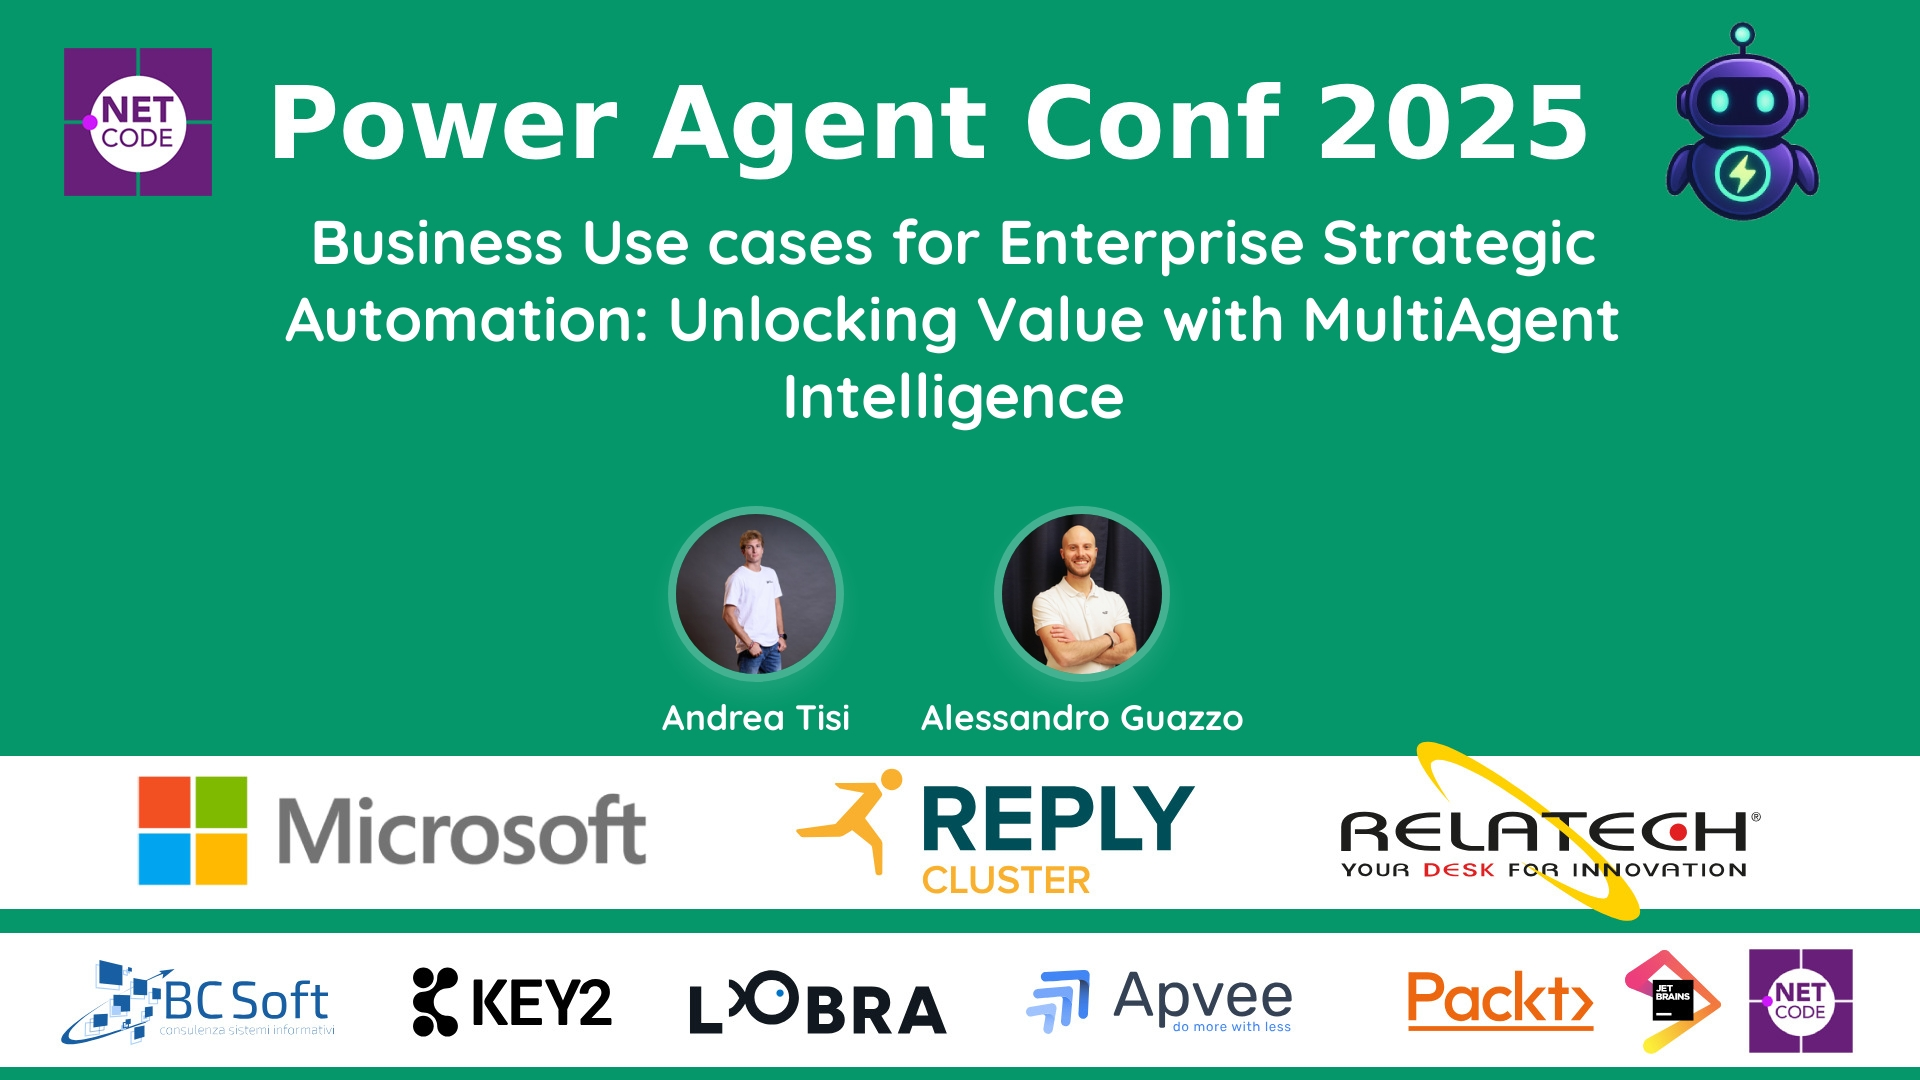 NET
CODE
Power Agent Conf 2025
Business Use cases for Enterprise Strategic
Automation: Unlocking Value with MultiAgent
Intelligence
Andrea Tisi
Alessandro Guazzo
Microsoft
REPLY
CLUSTER
RELATECH®
YOUR DESK FOR INNOVATION
BC Soft
consulenza sistemi informativi
KEY2
LOBRA
Apvee
do more with less
Packt>
JET
BRAINS
NET
CODE